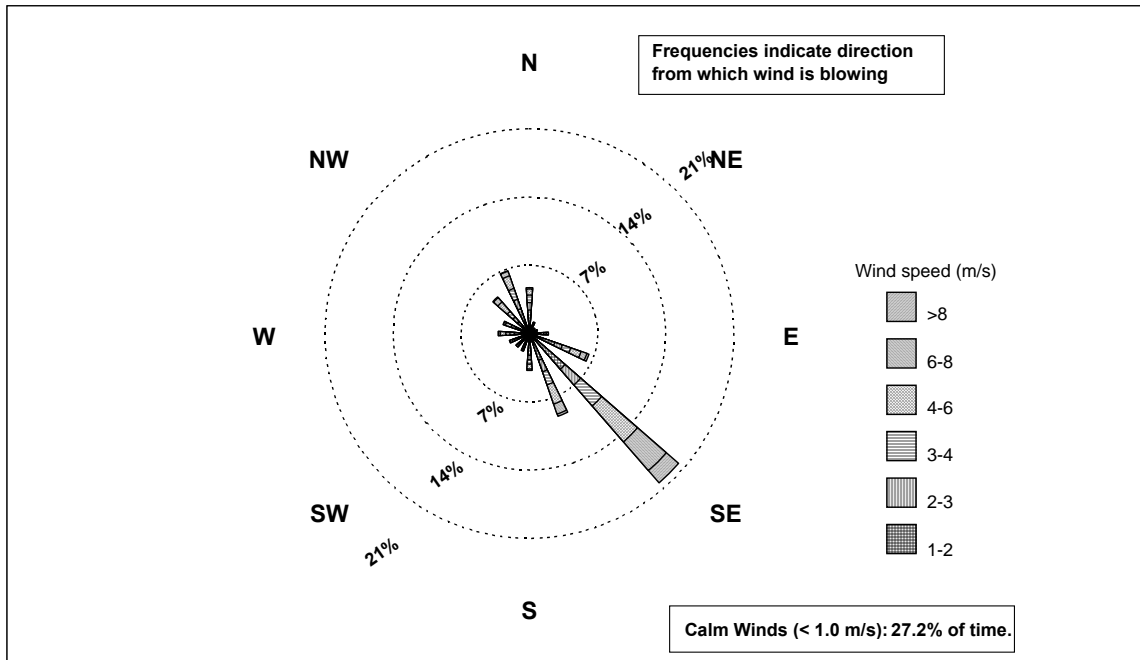 Frequencies indicate direction
from which wind is blowing
N
NW
NE
21%
14%
7%
Wind speed (m/s)
>8
6-8
W
E
4-6
7%
3-4
14%
2-3
SW
SE
21%
1-2
S
Calm Winds (< 1.0 m/s): 27.2% of time.